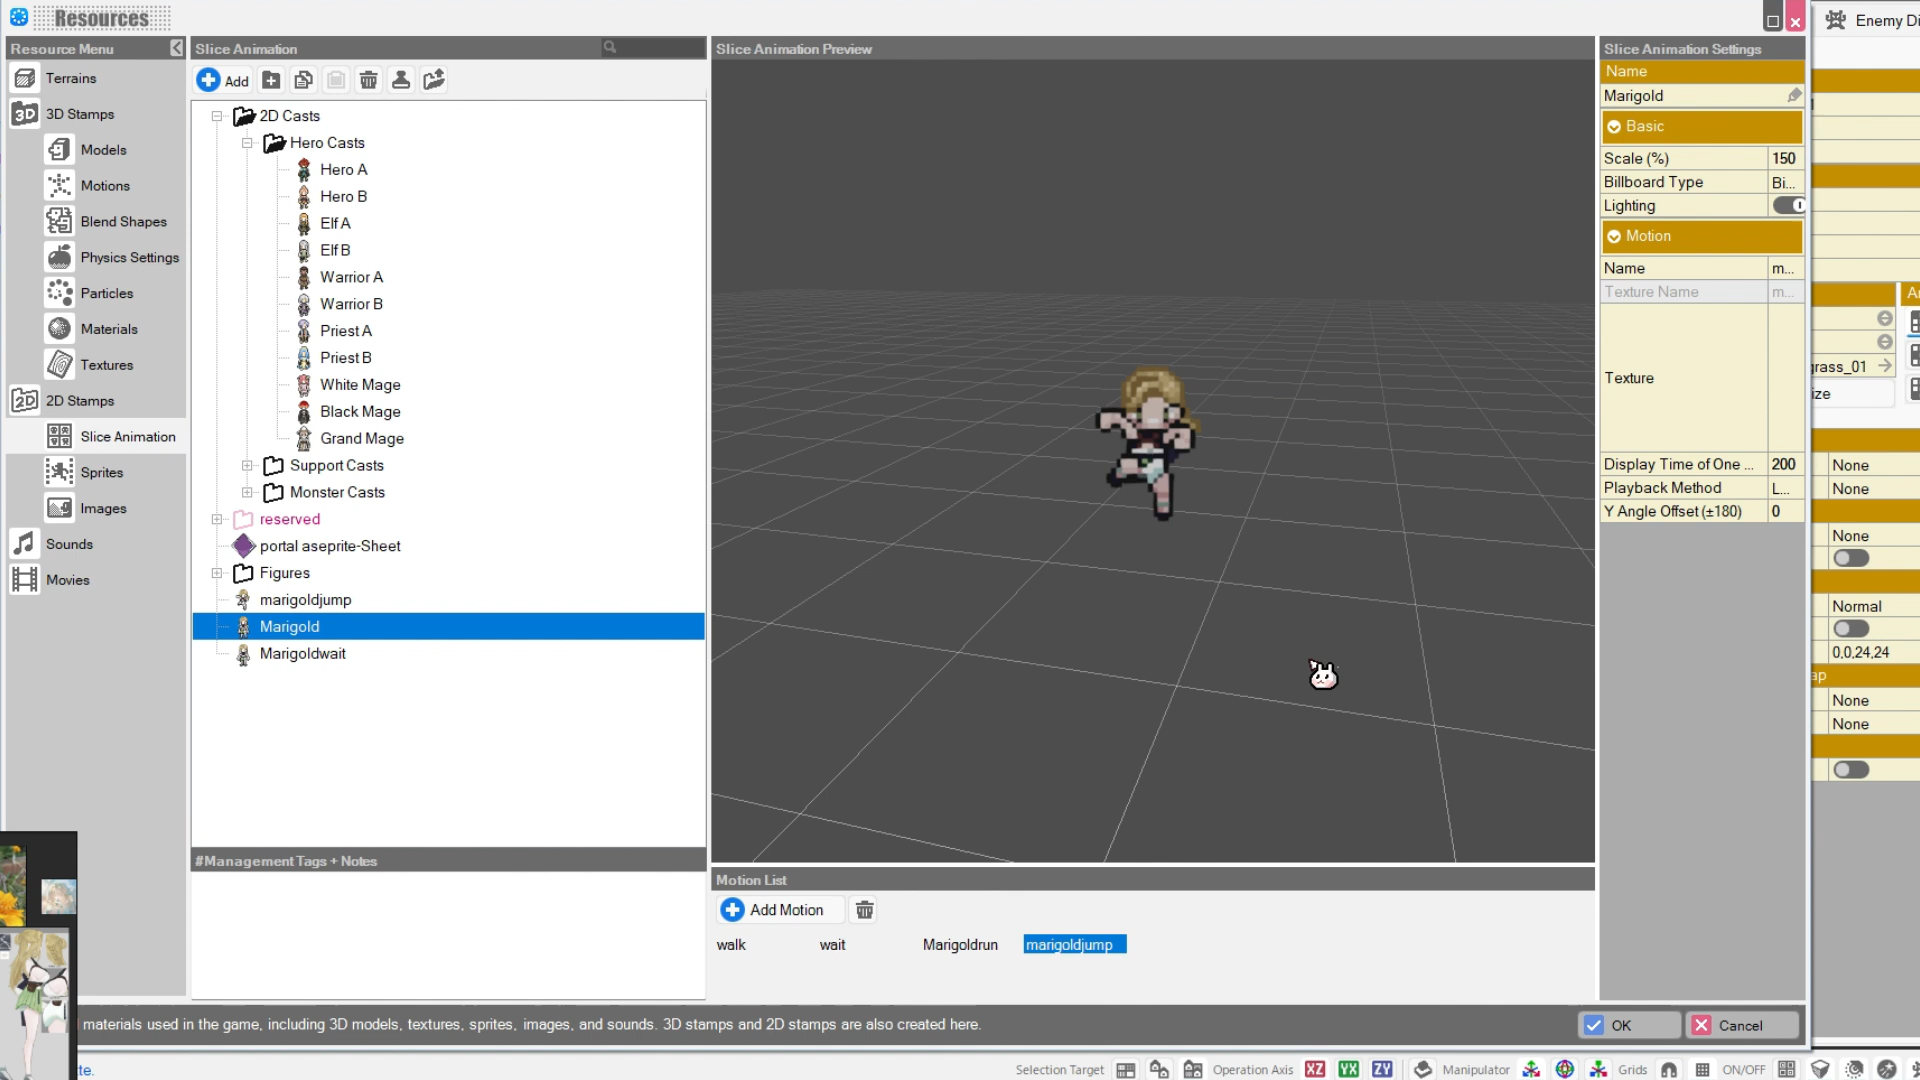 Resources
Enemy Di
Resource Menu
Terrains
3D Stamps
Models
Motions
Blend Shapes
Physics Settings
Particles
Materials
Textures
2D Stamps
Slice Animation
Sprites
Images
Sounds
Movies
Slice Animation
Add
2D Casts
Hero Casts
Hero A
Hero B
Elf A
Elf B
Warrior A
Warrior B
Priest A
Priest B
White Mage
Black Mage
Grand Mage
Support Casts
Monster Casts
reserved
portal aseprite-Sheet
Figures
marigoldjump
Marigold
Marigoldwait
#Management Tags + Notes
Slice Animation Preview
Motion List
Add Motion
walk wait Marigoldrun marigoldjump
Slice Animation Settings
Name
Marigold
Basic
Scale (%) 150
Billboard Type Bi...
Lighting
Motion
Name m...
Texture Name m...
Texture
Display Time of One ... 200
Playback Method L...
Y Angle Offset (±180) 0
grass_01
ize
None
None
None
Normal
0,0,24,24
ap
None
None
materials used in the game, including 3D models, textures, sprites, images, and sounds. 3D stamps and 2D stamps are also created here.
OK Cancel
te.
Selection Target Operation Axis XZ YX ZY Manipulator Grids ON/OFF